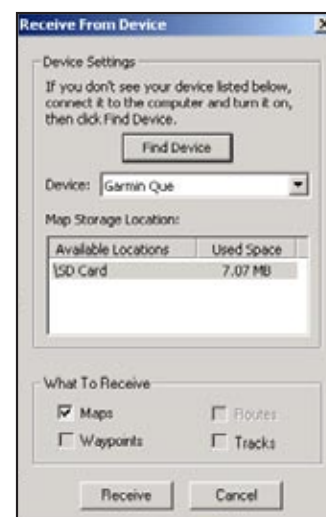 Receive From Device
Device Settings
If you don't see your device listed below,
connect it to the computer and turn it on,
then click Find Device.
Find Device
Device: Garmin Que
Map Storage Location:
Available Locations Used Space
\SD Card 7.07 MB
What To Receive
Maps Routes
Waypoints Tracks
Receive Cancel